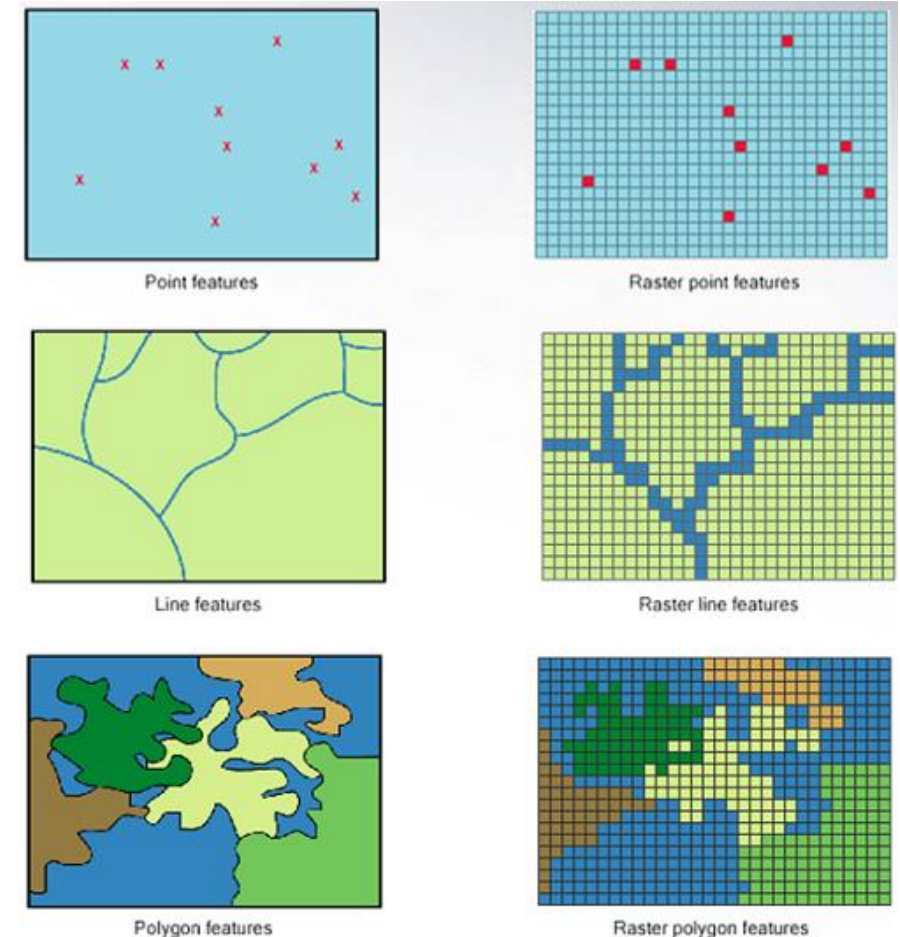 Point features
Raster point features
Line features
Raster line features
Polygon features
Raster polygon features